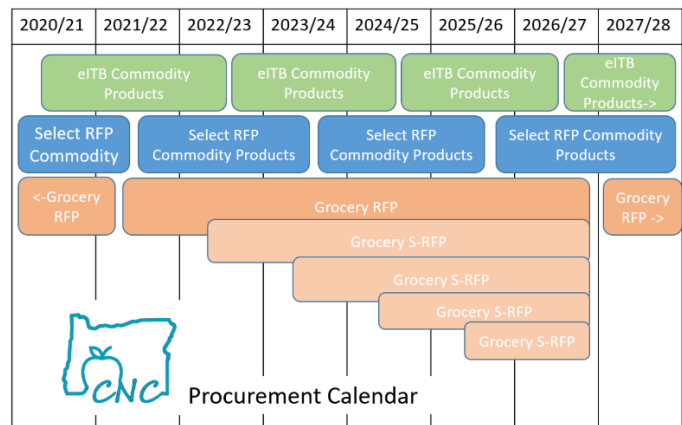 2020/21 2021/22 2022/23 2023/24 2024/25 2025/26 2026/27 2027/28
eITB Commodity
Products
eITB Commodity
Products
eITB Commodity
Products
eITB
Commodity
Products->
Select RFP
Commodity
Select RFP
Commodity Products
Select RFP
Commodity Products
Select RFP Commodity
Products
<-Grocery
RFP
Grocery RFP
Grocery
RFP ->
Grocery S-RFP
Grocery S-RFP
Grocery S-RFP
Grocery S-RFP
CNC
Procurement Calendar